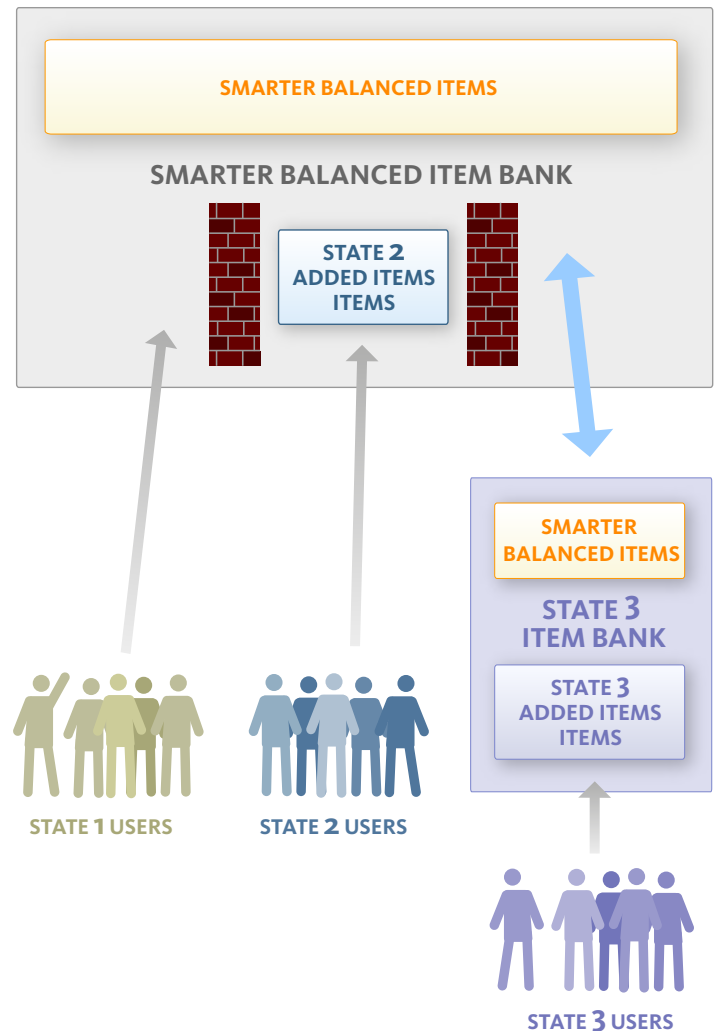 SMARTER BALANCED ITEMS
SMARTER BALANCED ITEM BANK
STATE 2
ADDED ITEMS
ITEMS
SMARTER
BALANCED ITEMS
STATE 3
ITEM BANK
STATE 3
ADDED ITEMS
ITEMS
STATE 1 USERS
STATE 2 USERS
STATE 3 USERS